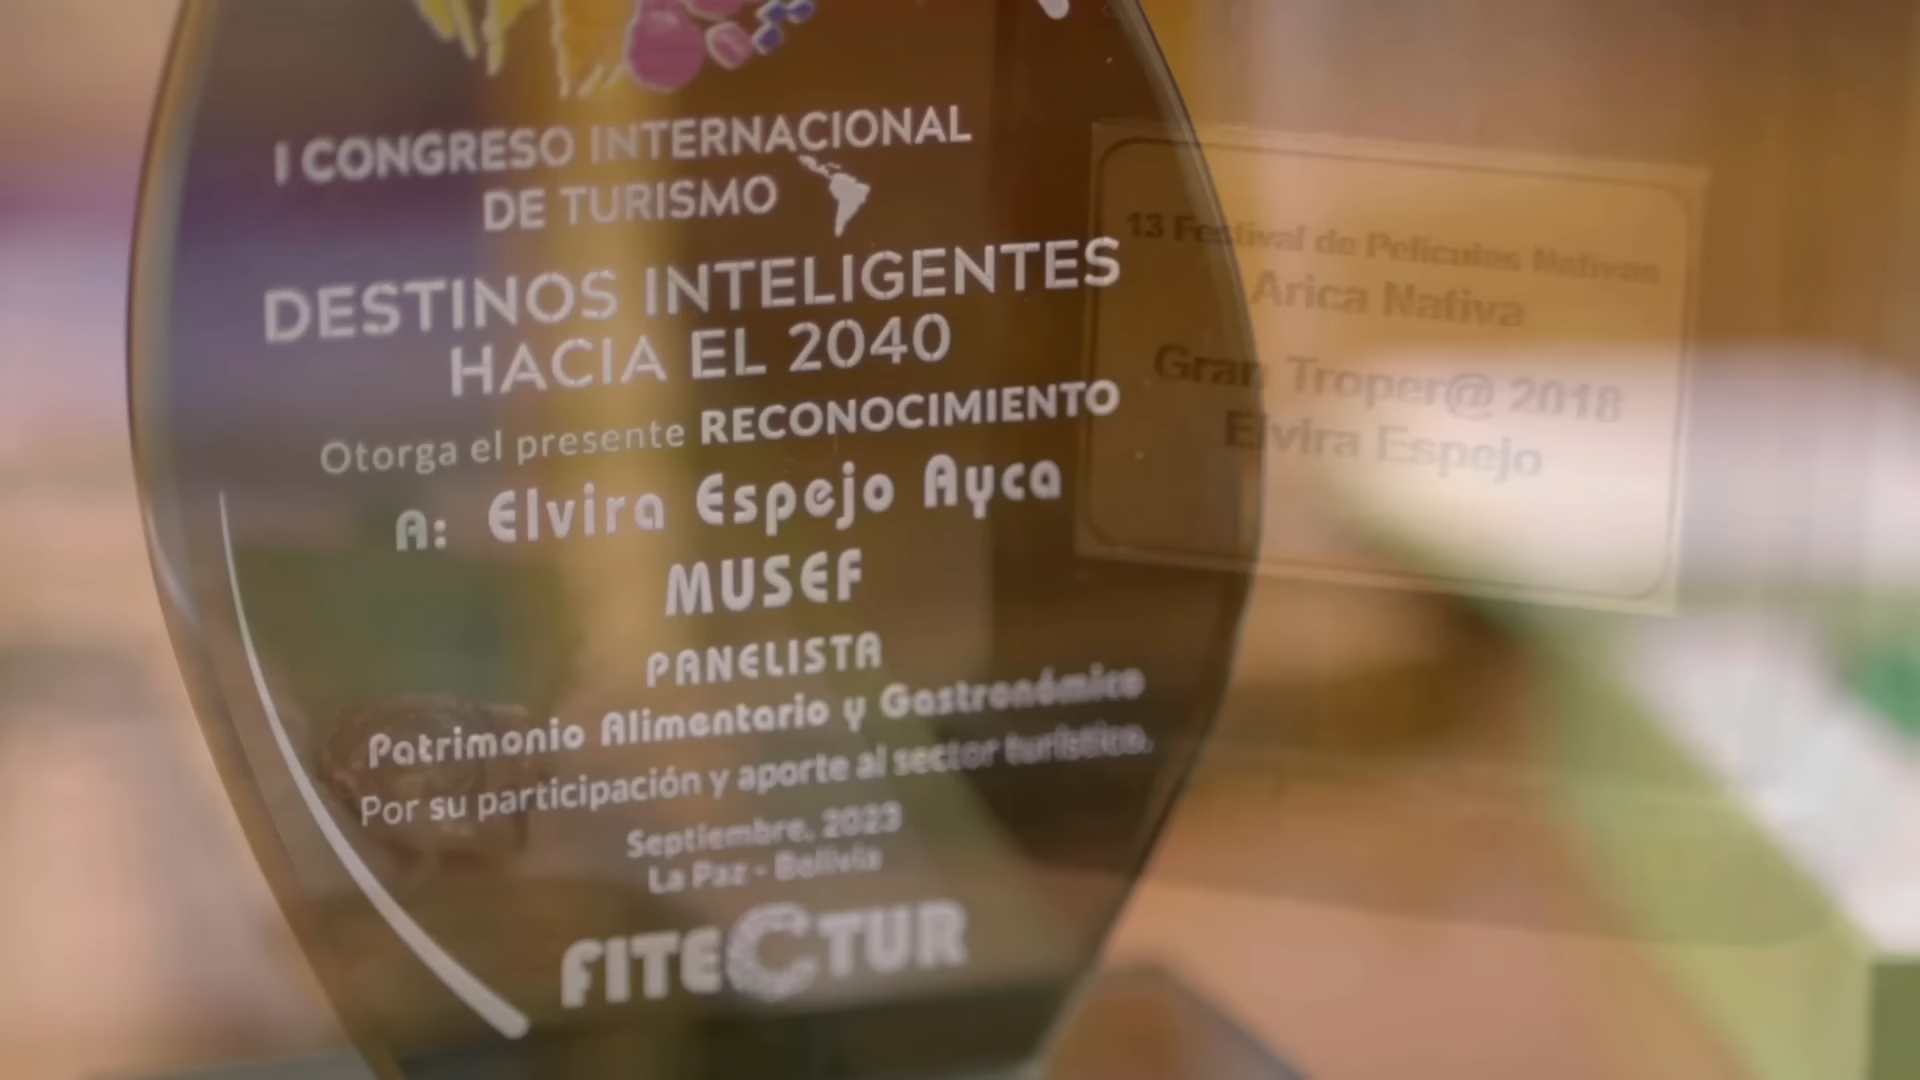 I CONGRESO INTERNACIONAL
DE TURISMO
DESTINOS INTELIGENTES
HACIA EL 2040
Otorga el presente RECONOCIMIENTO
A: Elvira Espejo Ayca
MUSEF
PANELISTA
Patrimonio Alimentario y Gastronómico
Por su participación y aporte al sector turístico.
Septiembre, 2023
La Paz - Bolivia
FITECTUR
13 Festival de Peliculas Nativas
Arica Nativa
Gran Troper@ 2018
Elvira Espejo